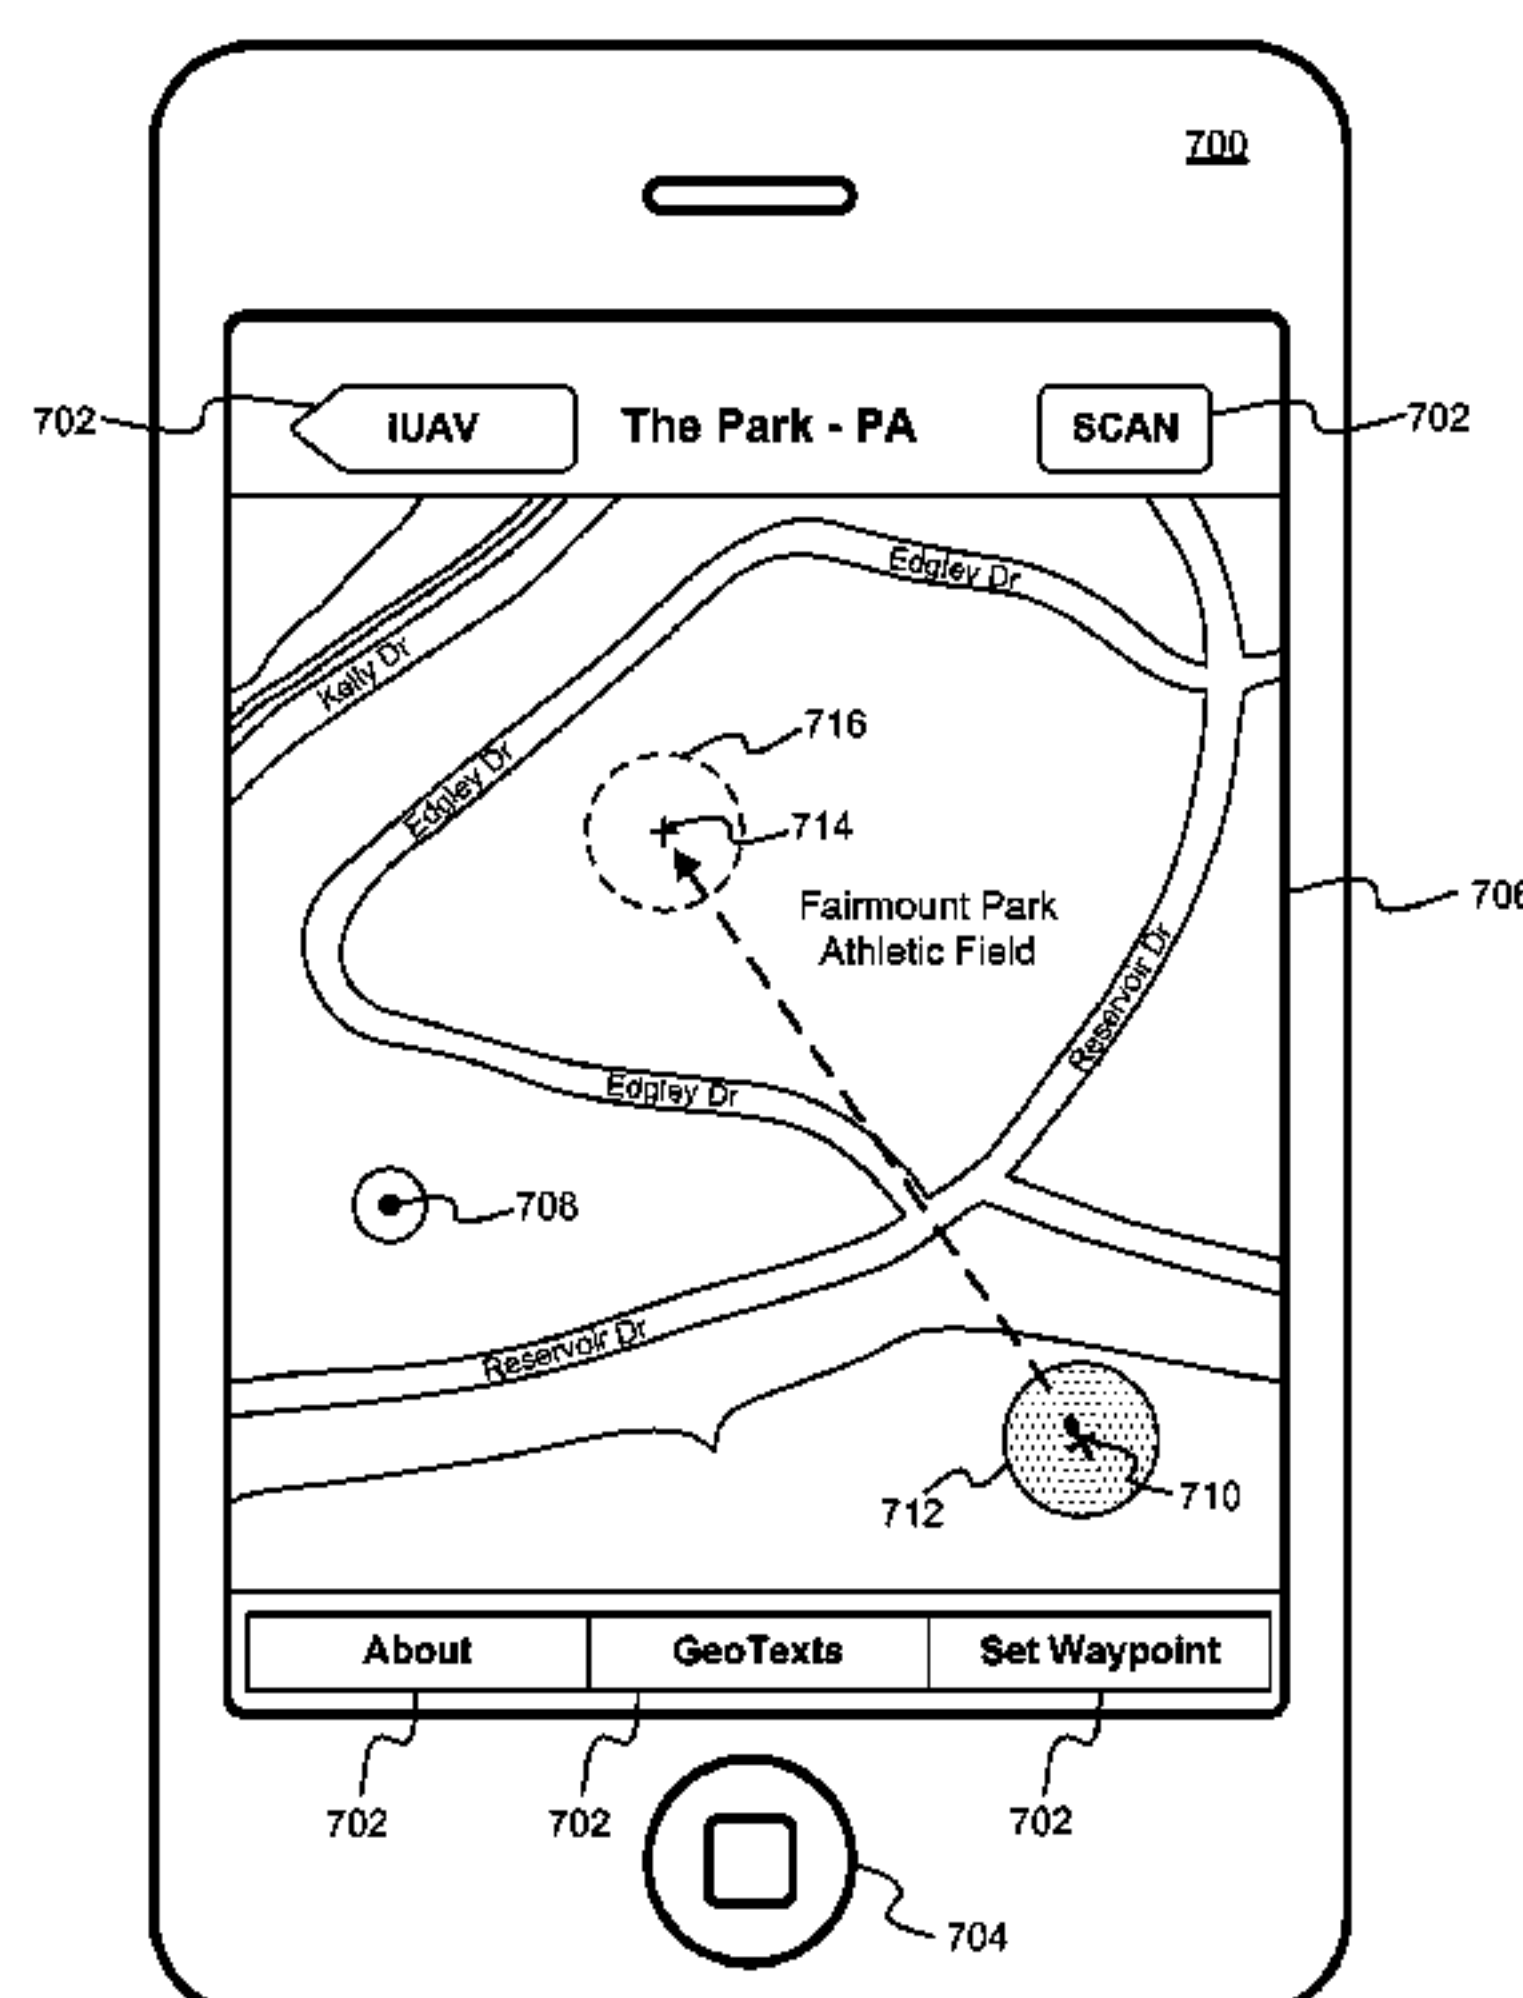 700
702
iUAV
The Park - PA
SCAN
702
Edgley Dr
Kelly Dr
716
Edgley Dr
714
706
Fairmount Park
Athletic Field
Reservoir Dr
Edgley Dr
708
Reservoir Dr
712
710
About
GeoTexts
Set Waypoint
702
702
702
704